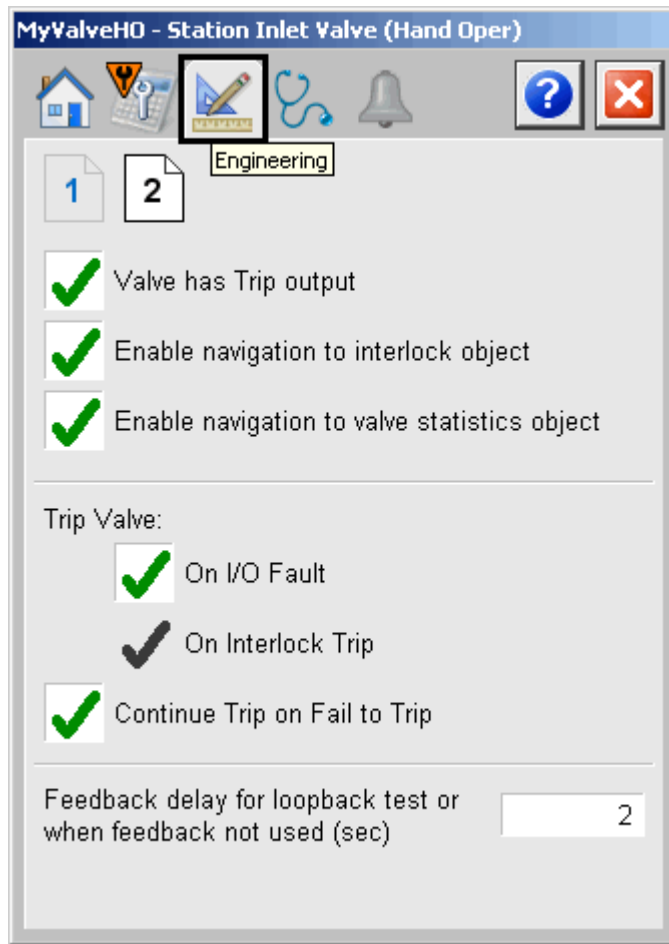 MyValveHO - Station Inlet Valve (Hand Oper)
Engineering
1 2
Valve has Trip output
Enable navigation to interlock object
Enable navigation to valve statistics object
Trip Valve:
On I/O Fault
On Interlock Trip
Continue Trip on Fail to Trip
Feedback delay for loopback test or
when feedback not used (sec)
2